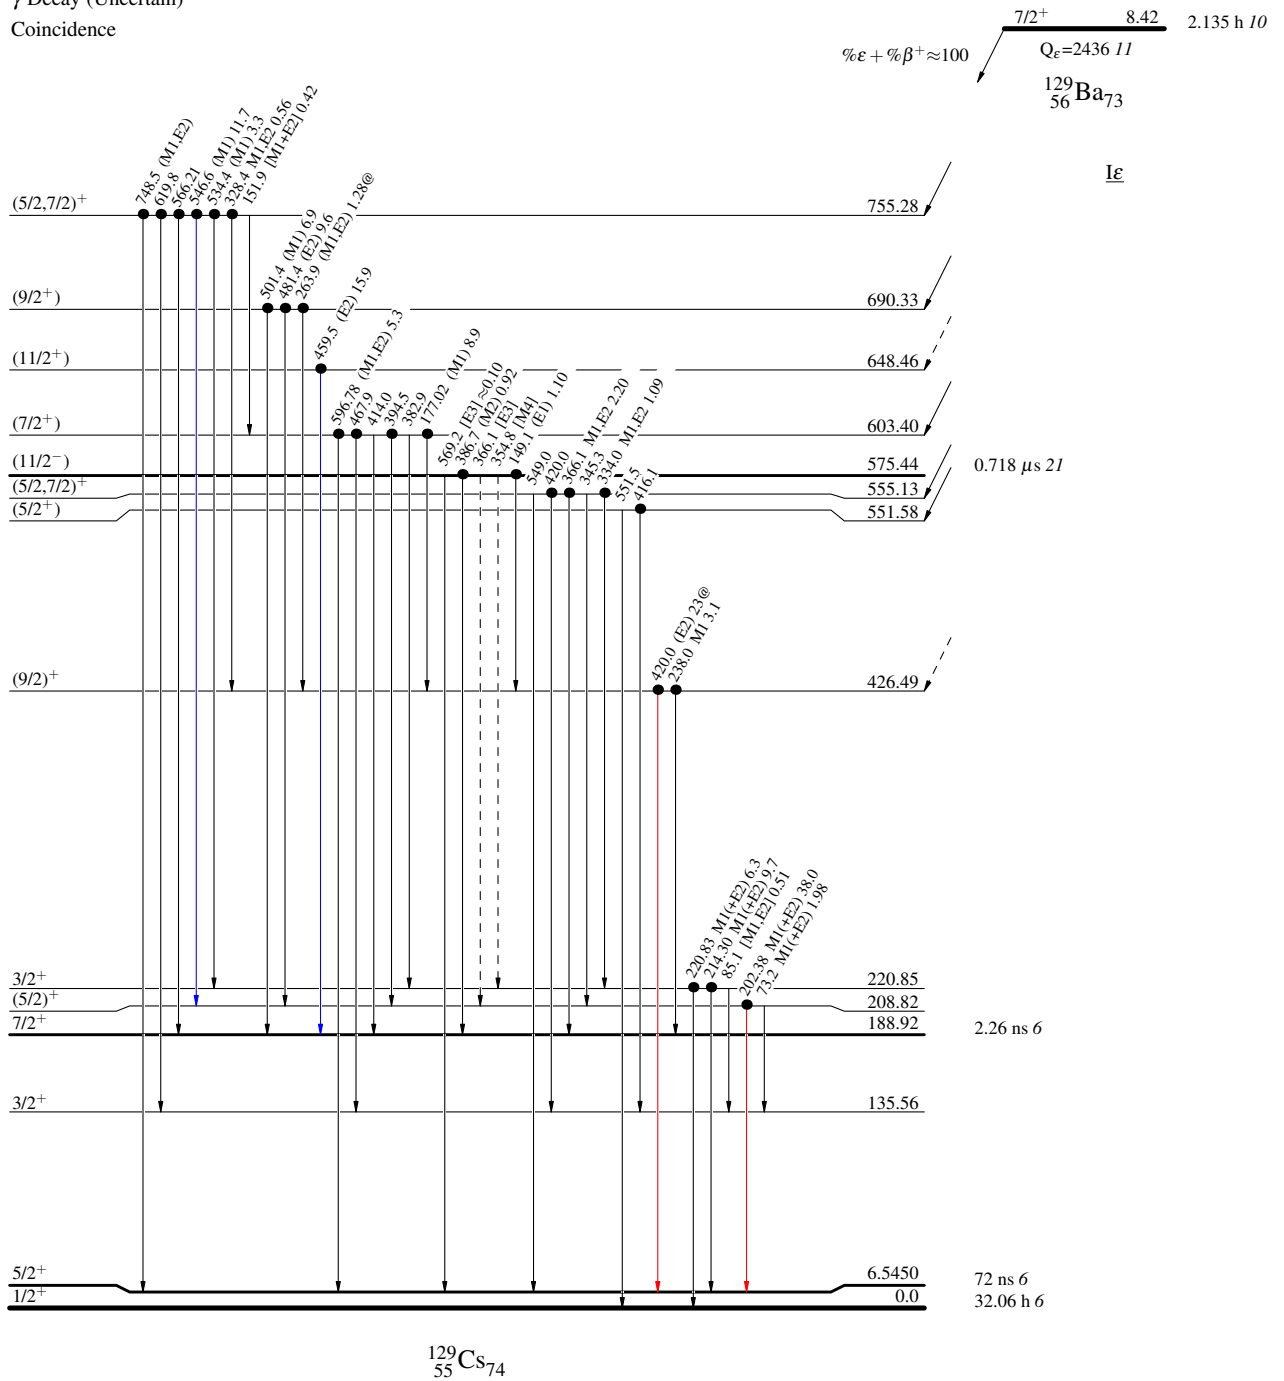 γ Decay (Uncertain)
Coincidence
7/2+ 8.42 2.135 h 10
%ε + %β+≈100
Qε=2436 11
129 56 Ba73
Iε
748.5 (M1,E2)
619.8
566.21
546.6 (M1) 11.7
534.4 (M1) 3.3
328.4 M1,E2 0.56
151.9 [M1+E2] 0.42
(5/2,7/2)+ 755.28
501.4 (M1) 6.9
481.4 (E2) 9.6
263.9 (M1,E2) 1.28@
(9/2+) 690.33
459.5 (E2) 15.9
(11/2+) 648.46
596.78 (M1,E2) 5.3
467.9
414.0
394.5
382.9
177.02 (M1) 8.9
(7/2+) 603.40
569.2 [E3] ≈0.10
386.7 (M2) 0.92
366.1 [E3]
354.8 [M4]
149.1 (E1) 1.10
(11/2−) 575.44 0.718 μs 21
549.0
420.0
366.1 M1,E2 2.20
345.3
334.0 M1,E2 1.09
(5/2,7/2)+ 555.13
551.5
416.1
(5/2+) 551.58
420.0 (E2) 23@
238.0 M1 3.1
(9/2)+ 426.49
220.83 M1(+E2) 6.3
214.30 M1(+E2) 9.7
85.1 [M1,E2] 0.51
3/2+ 220.85
202.38 M1(+E2) 38.0
73.2 M1(+E2) 1.98
(5/2)+ 208.82
7/2+ 188.92 2.26 ns 6
3/2+ 135.56
5/2+ 6.5450 72 ns 6
1/2+ 0.0 32.06 h 6
129 55 Cs74